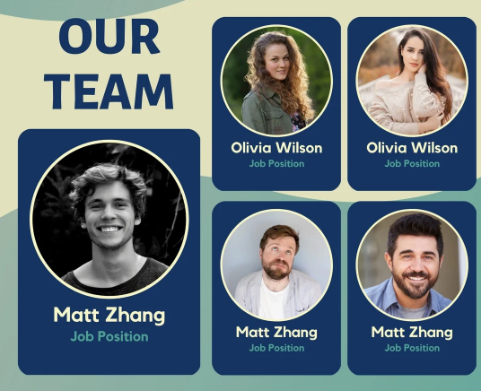 OUR
TEAM
Matt Zhang
Job Position
Olivia Wilson
Job Position
Olivia Wilson
Job Position
Matt Zhang
Job Position
Matt Zhang
Job Position